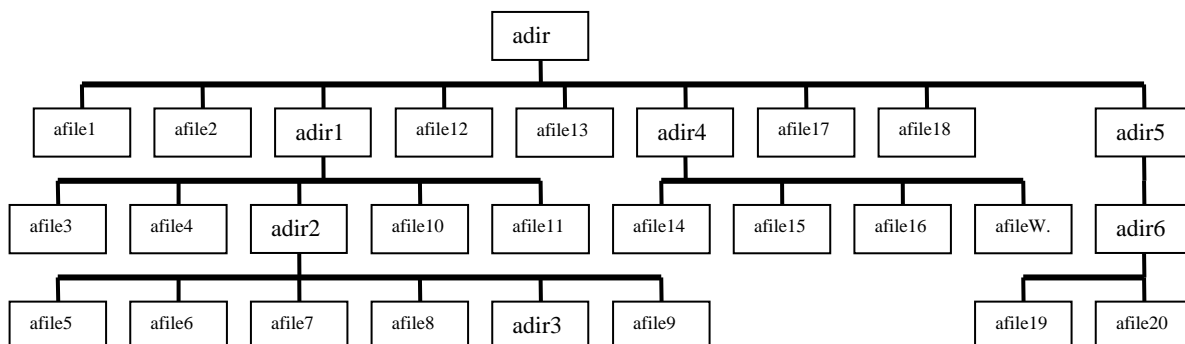 adir
afile1 afile2 adir1 afile12 afile13 adir4 afile17 afile18 adir5
afile3 afile4 adir2 afile10 afile11 afile14 afile15 afile16 afileW. adir6
afile5 afile6 afile7 afile8 adir3 afile9 afile19 afile20